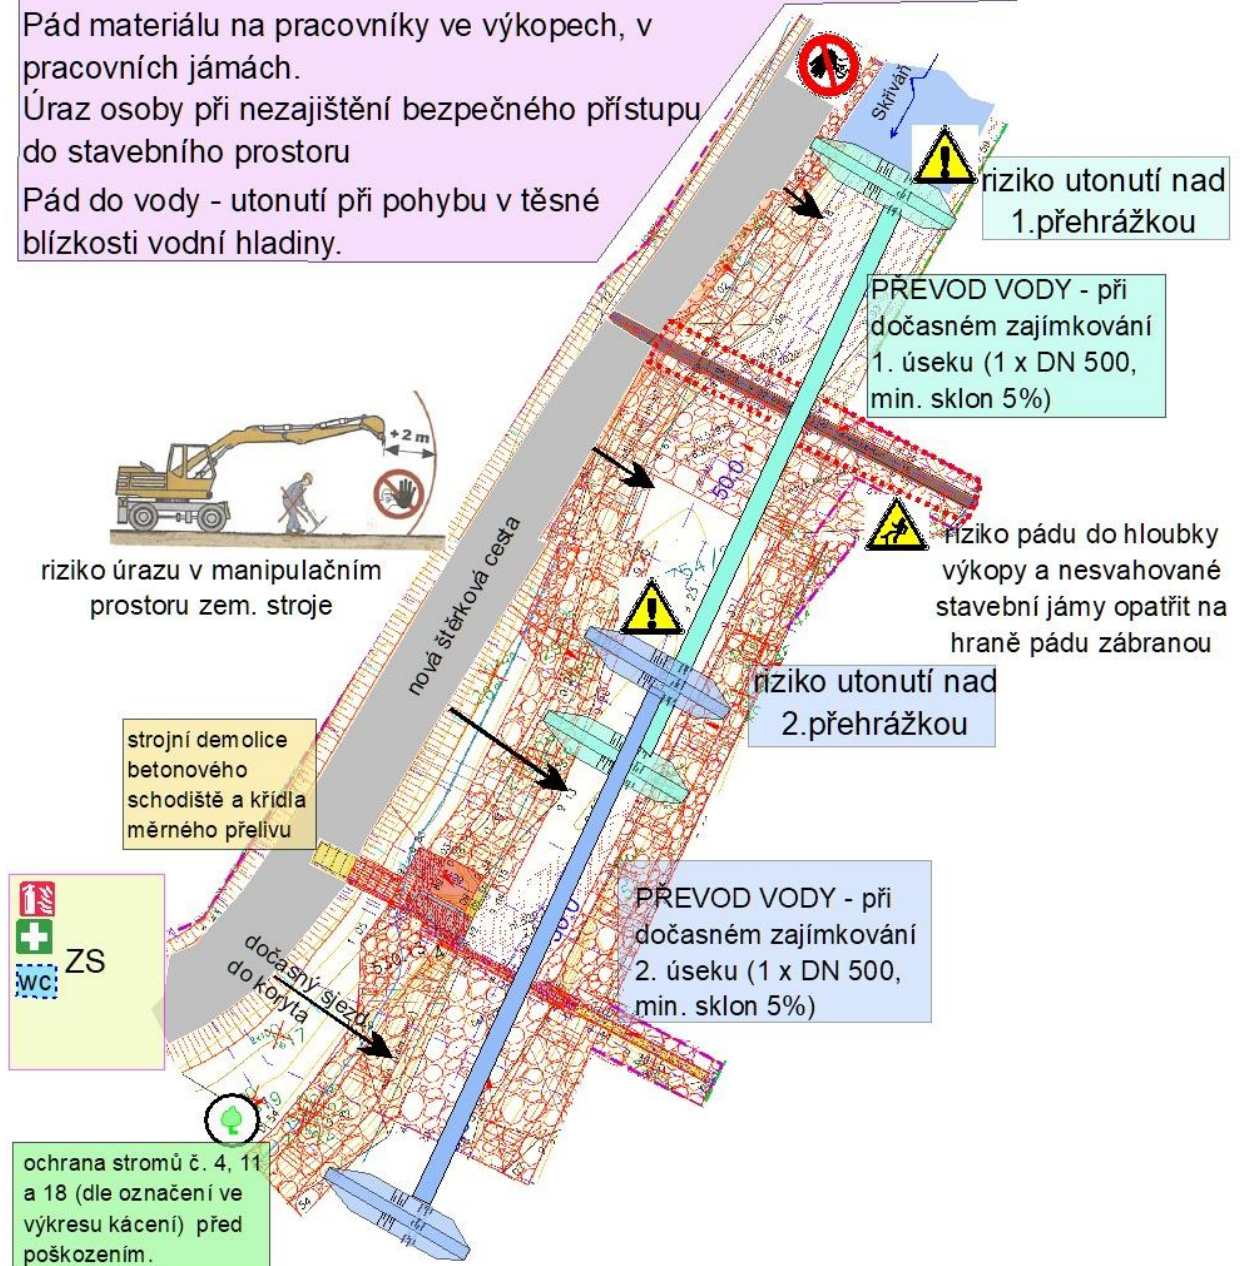 Pád materiálu na pracovníky ve výkopech, v
pracovních jámách.
Úraz osoby při nezajištění bezpečného přístupu
do stavebního prostoru
Pád do vody - utonutí při pohybu v těsné
blízkosti vodní hladiny.
Skřiváň
riziko utonutí nad
1.přehrážkou
PŘEVOD VODY - při
dočasném zajímkování
1. úseku (1 x DN 500,
min. sklon 5%)
+2 m
riziko úrazu v manipulačním
prostoru zem. stroje
nová štěrková cesta
50.0
riziko pádu do hloubky
výkopy a nesvahované
stavební jámy opatřit na
hraně pádu zábranou
riziko utonutí nad
2.přehrážkou
strojní demolice
betonového
schodiště a křídla
měrného přelivu
PŘEVOD VODY - při
dočasném zajímkování
2. úseku (1 x DN 500,
min. sklon 5%)
ZS
WC
dočasný sjezd
do koryta
ochrana stromů č. 4, 11
a 18 (dle označení ve
výkresu kácení) před
poškozením.